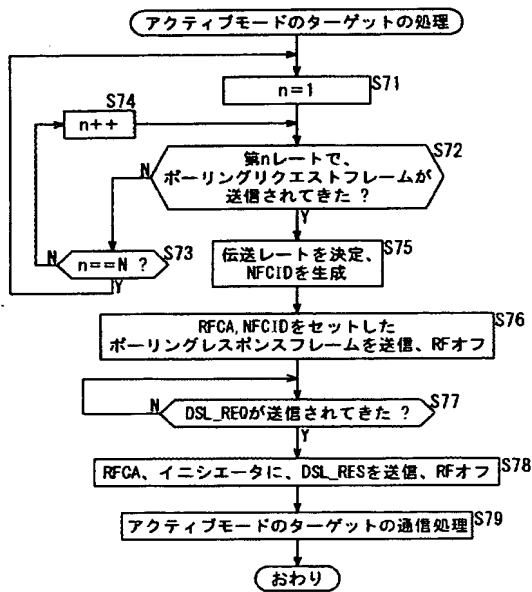 アクティブモードのターゲットの処理
n=1
S71
S74
n++
第nレートで、
ポーリングリクエストフレームが
送信されてきた ?
S72
N
Y
n==N ?
S73
N
Y
伝送レートを決定、
NFCIDを生成
S75
RFCA,NFCIDをセットした
ポーリングレスポンスフレームを送信、RFオフ
S76
DSL_REQが送信されてきた ?
S77
N
Y
RFCA、イニシエータに、DSL_RESを送信、RFオフ
S78
アクティブモードのターゲットの通信処理
S79
おわり